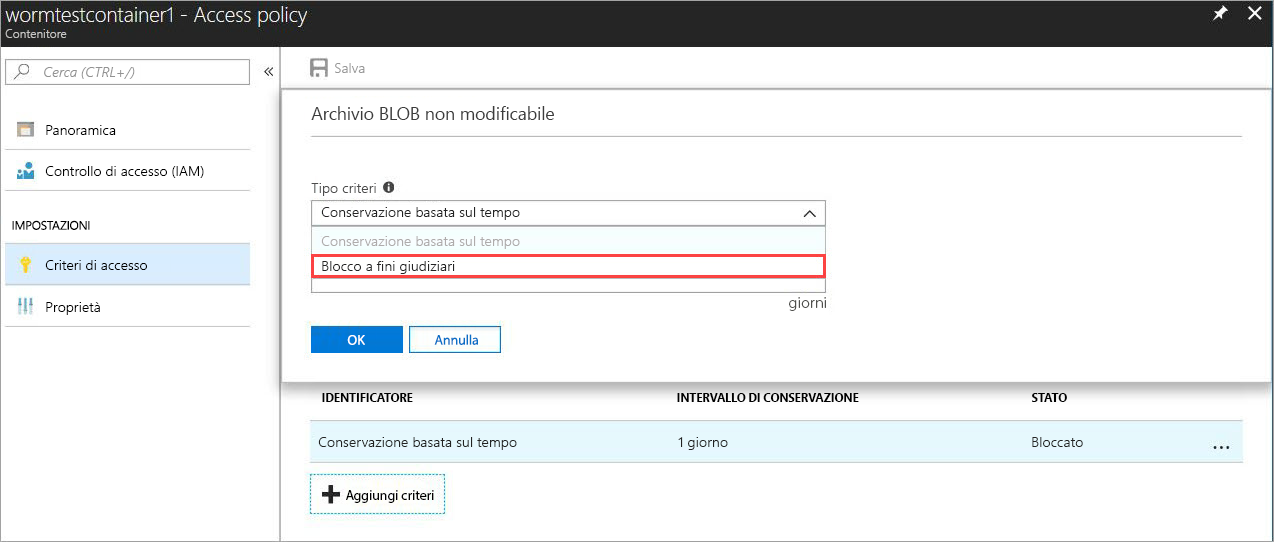 wormtestcontainer1 - Access policy
Contenitore
Cerca (CTRL+/)
Salva
Panoramica
Controllo di accesso (IAM)
IMPOSTAZIONI
Criteri di accesso
Proprietà
Archivio BLOB non modificabile
Tipo criteri
Conservazione basata sul tempo
Conservazione basata sul tempo
Blocco a fini giudiziari
giorni
OK Annulla
IDENTIFICATORE INTERVALLO DI CONSERVAZIONE STATO
Conservazione basata sul tempo 1 giorno Bloccato ...
Aggiungi criteri